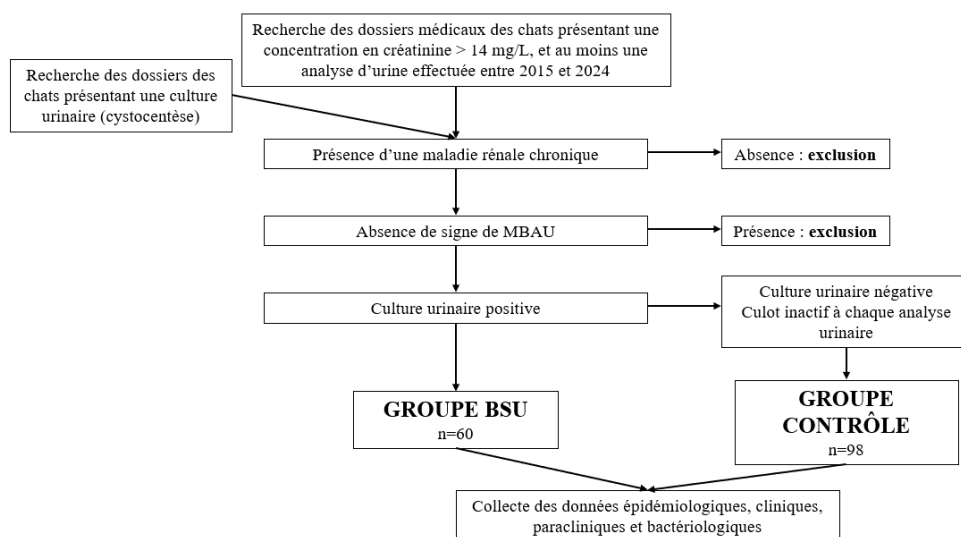 Recherche des dossiers médicaux des chats présentant une
concentration en créatinine > 14 mg/L, et au moins une
analyse d’urine effectuée entre 2015 et 2024
Recherche des dossiers des
chats présentant une culture
urinaire (cystocentèse)
Présence d’une maladie rénale chronique
Absence : exclusion
Absence de signe de MBAU
Présence : exclusion
Culture urinaire positive
Culture urinaire négative
Culot inactif à chaque analyse
urinaire
GROUPE BSU
n=60
GROUPE
CONTRÔLE
n=98
Collecte des données épidémiologiques, cliniques,
paracliniques et bactériologiques